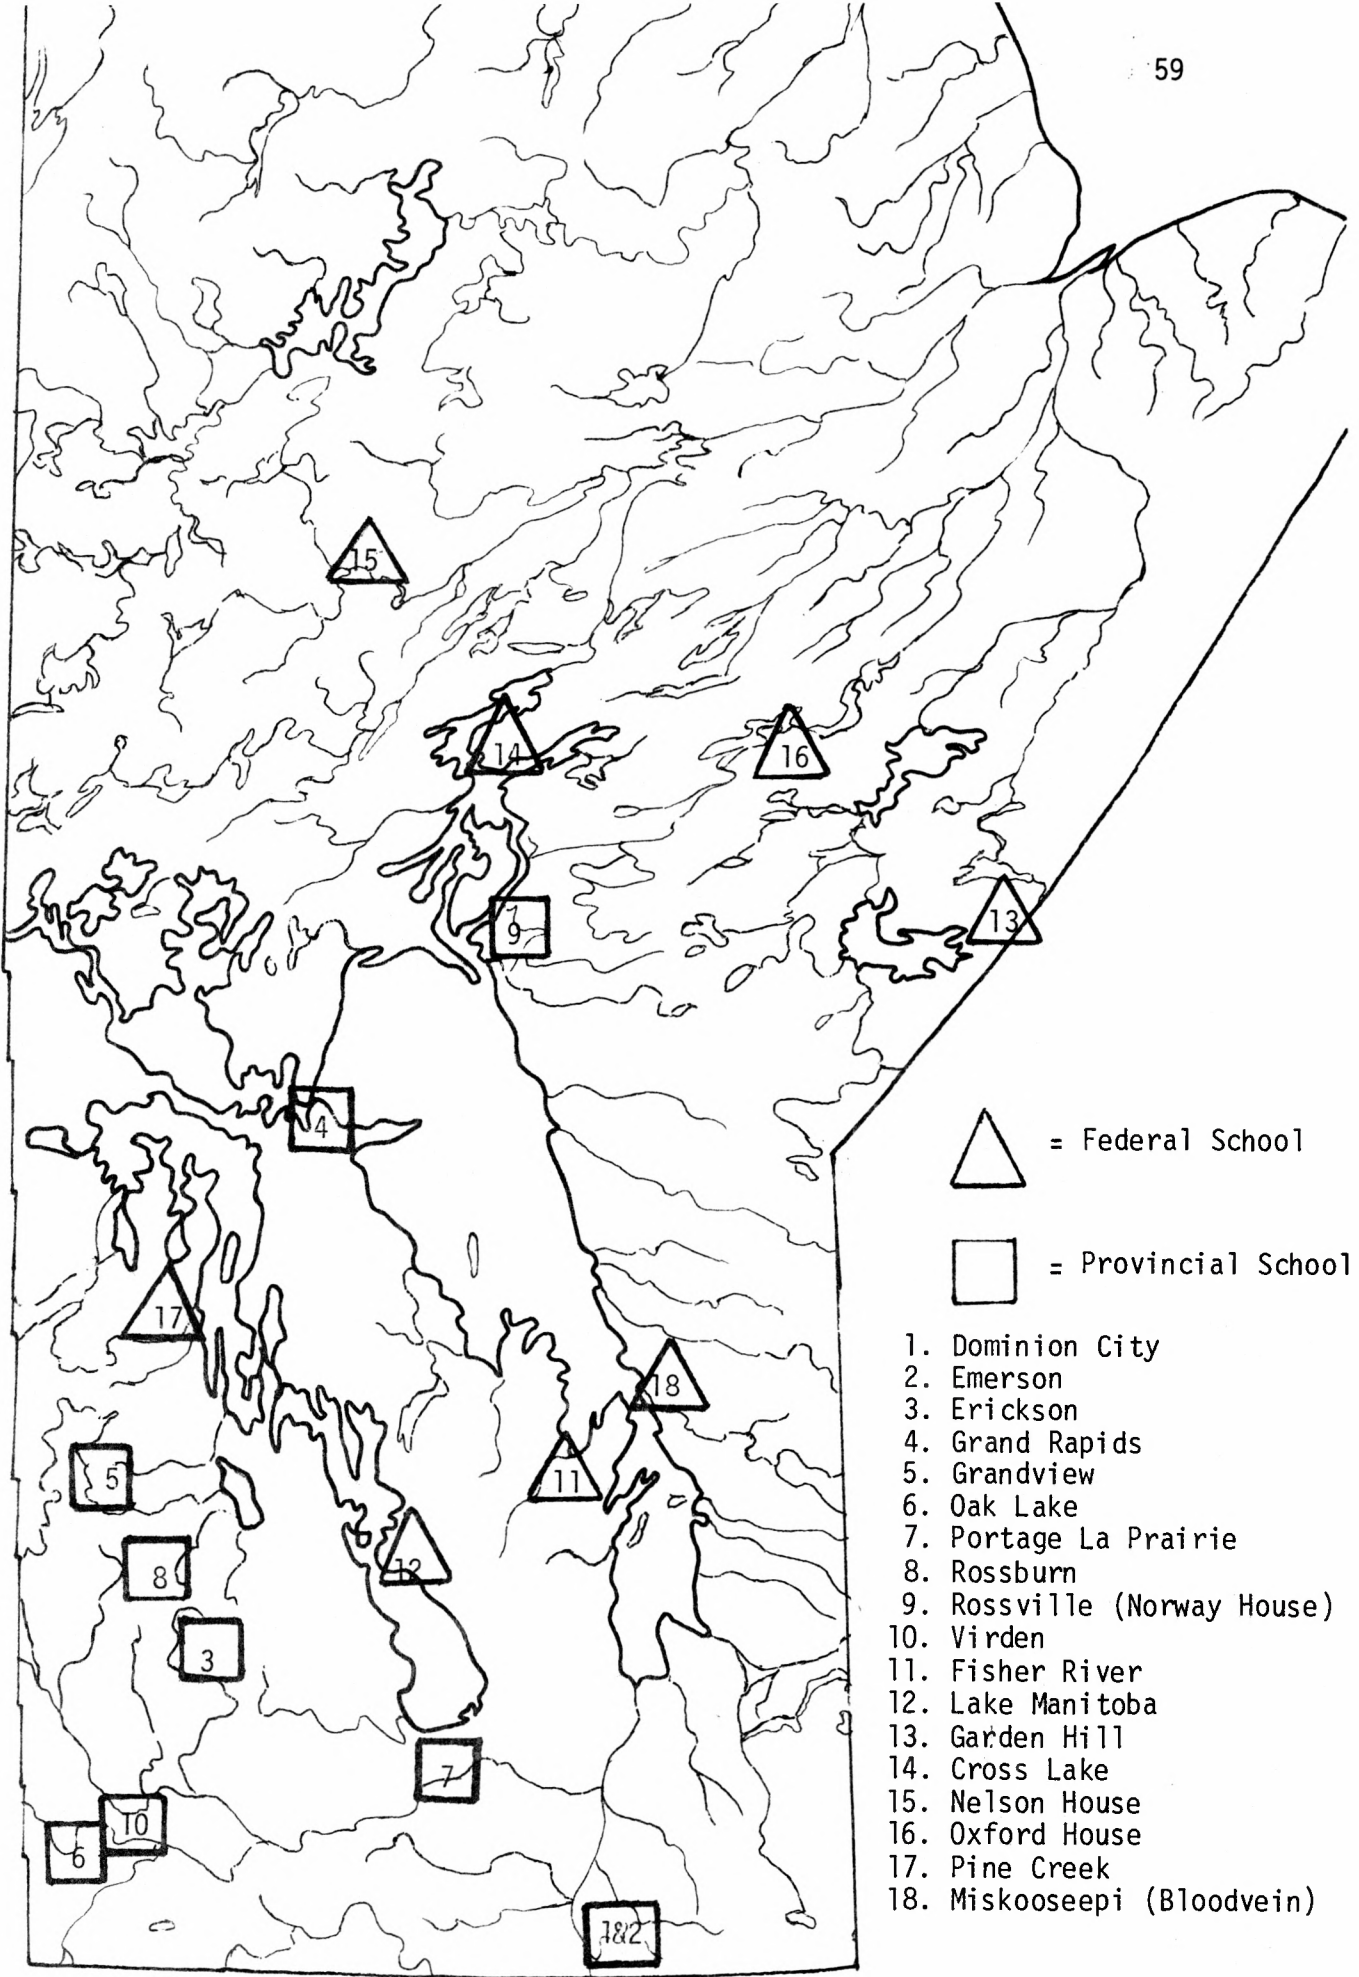 59
15
14
16
9
13
4
= Federal School
= Provincial School
17
18
5
11
8
12
3
7
10
6
1&2
1. Dominion City
2. Emerson
3. Erickson
4. Grand Rapids
5. Grandview
6. Oak Lake
7. Portage La Prairie
8. Rossburn
9. Rossville (Norway House)
10. Virden
11. Fisher River
12. Lake Manitoba
13. Garden Hill
14. Cross Lake
15. Nelson House
16. Oxford House
17. Pine Creek
18. Miskooseepi (Bloodvein)